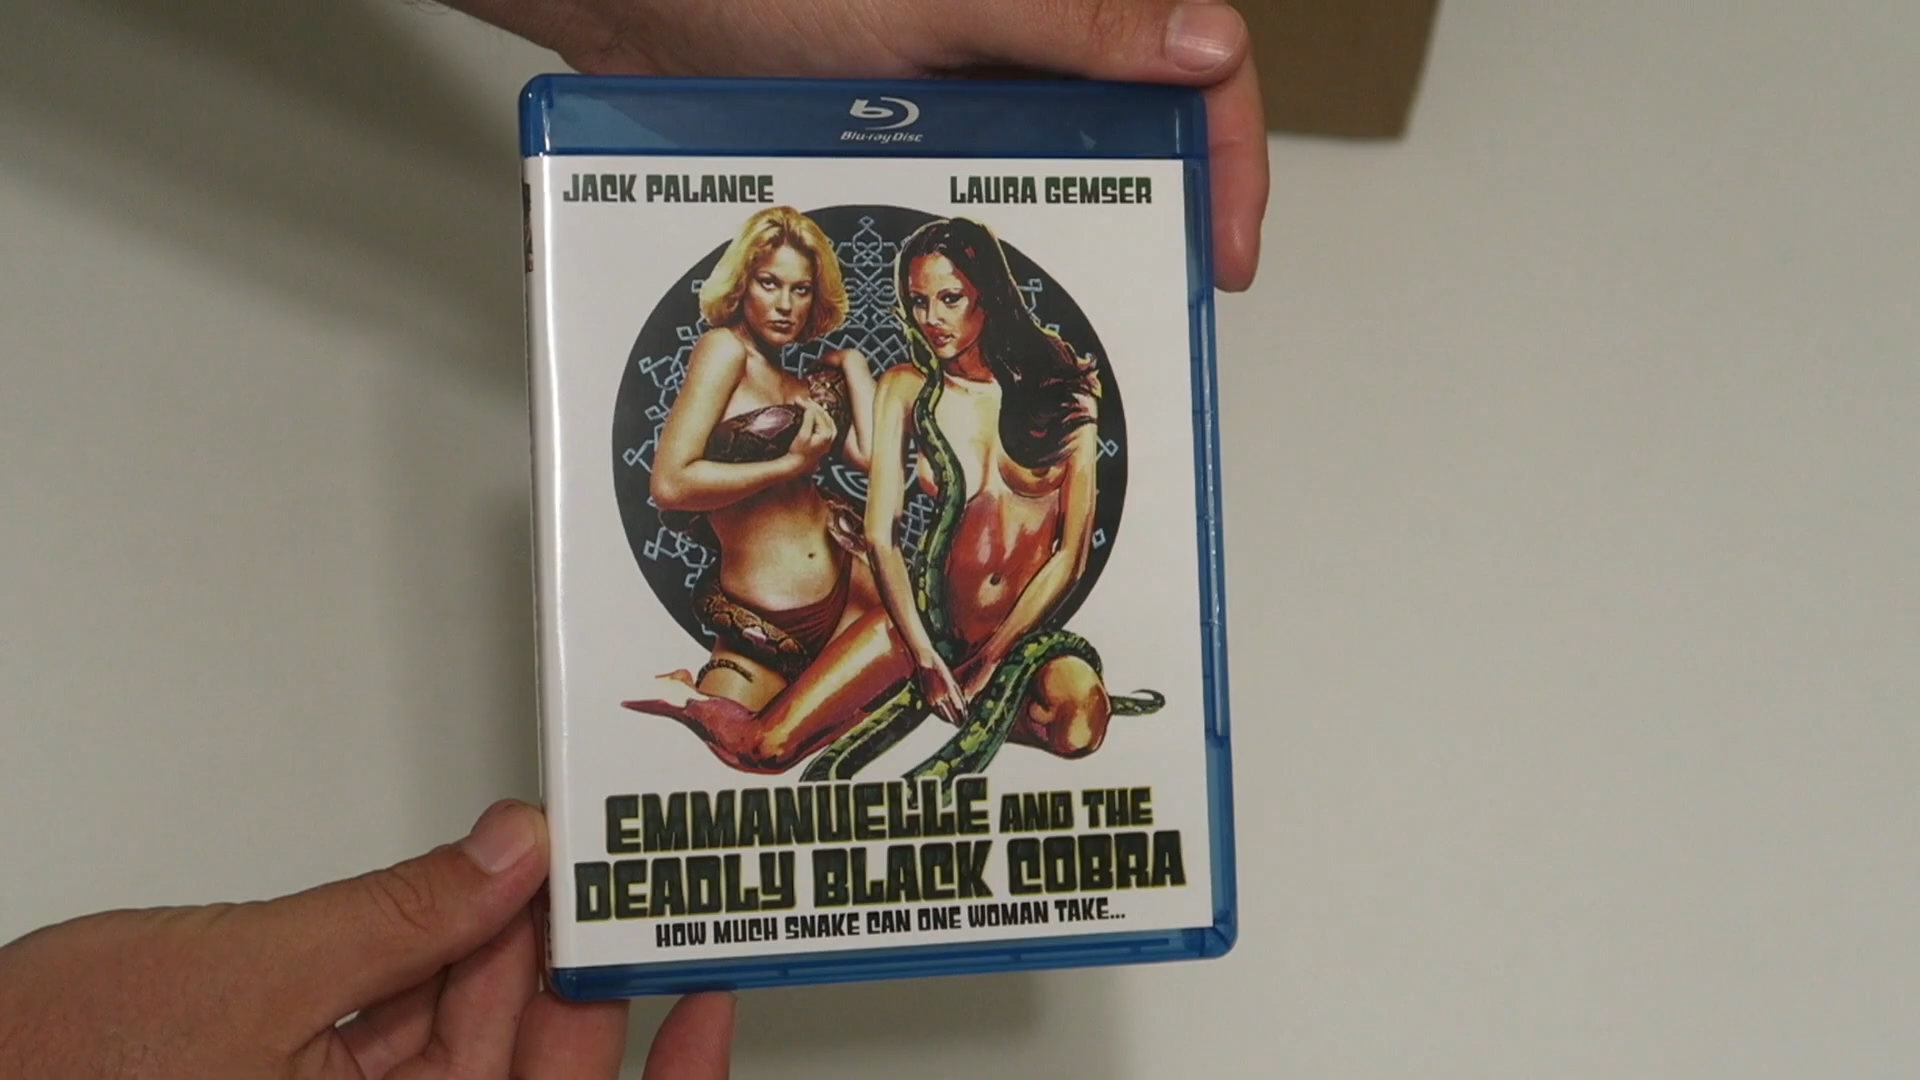 Blu-ray Disc
JACK PALANCE
LAURA GEMSER
EMMANUELLE AND THE
DEADLY BLACK COBRA
HOW MUCH SNAKE CAN ONE WOMAN TAKE...